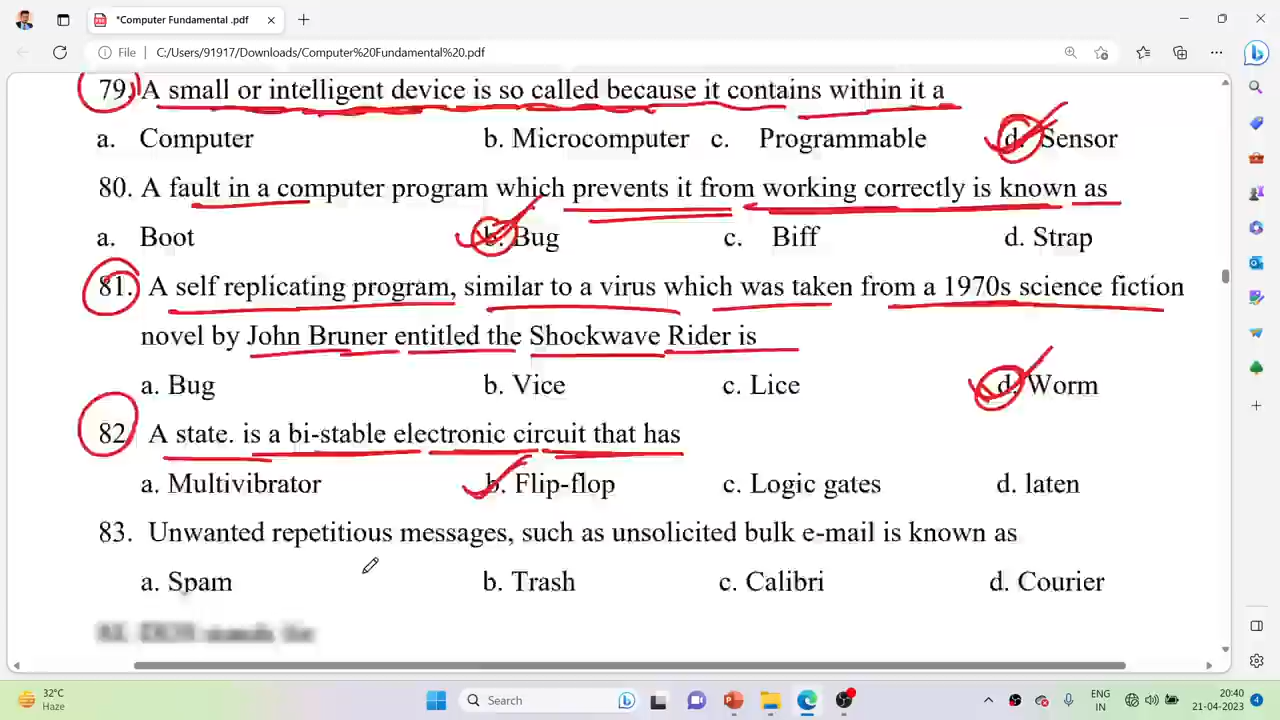 *Computer Fundamental .pdf
File C:/Users/91917/Downloads/Computer%20Fundamental%20.pdf
79. A small or intelligent device is so called because it contains within it a
a. Computer b. Microcomputer c. Programmable d. Sensor
80. A fault in a computer program which prevents it from working correctly is known as
a. Boot b. Bug c. Biff d. Strap
81. A self replicating program, similar to a virus which was taken from a 1970s science fiction
novel by John Bruner entitled the Shockwave Rider is
a. Bug b. Vice c. Lice d. Worm
82. A state. is a bi-stable electronic circuit that has
a. Multivibrator b. Flip-flop c. Logic gates d. laten
83. Unwanted repetitious messages, such as unsolicited bulk e-mail is known as
a. Spam b. Trash c. Calibri d. Courier
32°C
Haze
Search
ENG
IN
20:40
21-04-2023
4